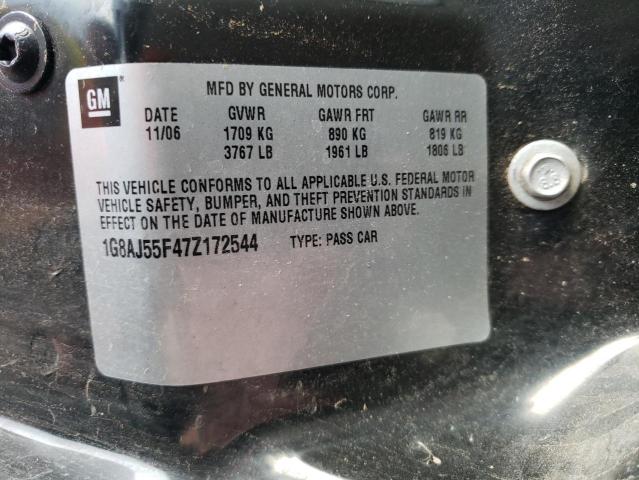 GM ® MFD BY GENERAL MOTORS CORP.
DATE GVWR GAWR FRT GAWR RR
11/06 1709 KG 890 KG 819 KG
3767 LB 1961 LB 1806 LB
THIS VEHICLE CONFORMS TO ALL APPLICABLE U.S. FEDERAL MOTOR
VEHICLE SAFETY, BUMPER, AND THEFT PREVENTION STANDARDS IN
EFFECT ON THE DATE OF MANUFACTURE SHOWN ABOVE.
1G8AJ55F47Z172544 TYPE: PASS CAR